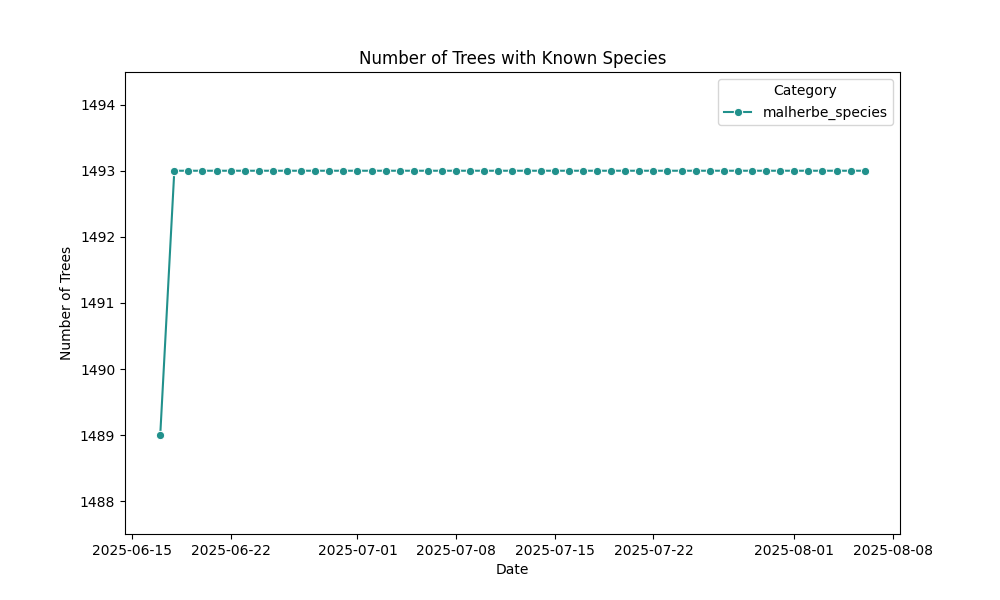 Number of Trees with Known Species
Category
malherbe_species
1494
1493
1492
1491
1490
1489
1488
Number of Trees
2025-06-15 2025-06-22 2025-07-01 2025-07-08 2025-07-15 2025-07-22 2025-08-01 2025-08-08
Date